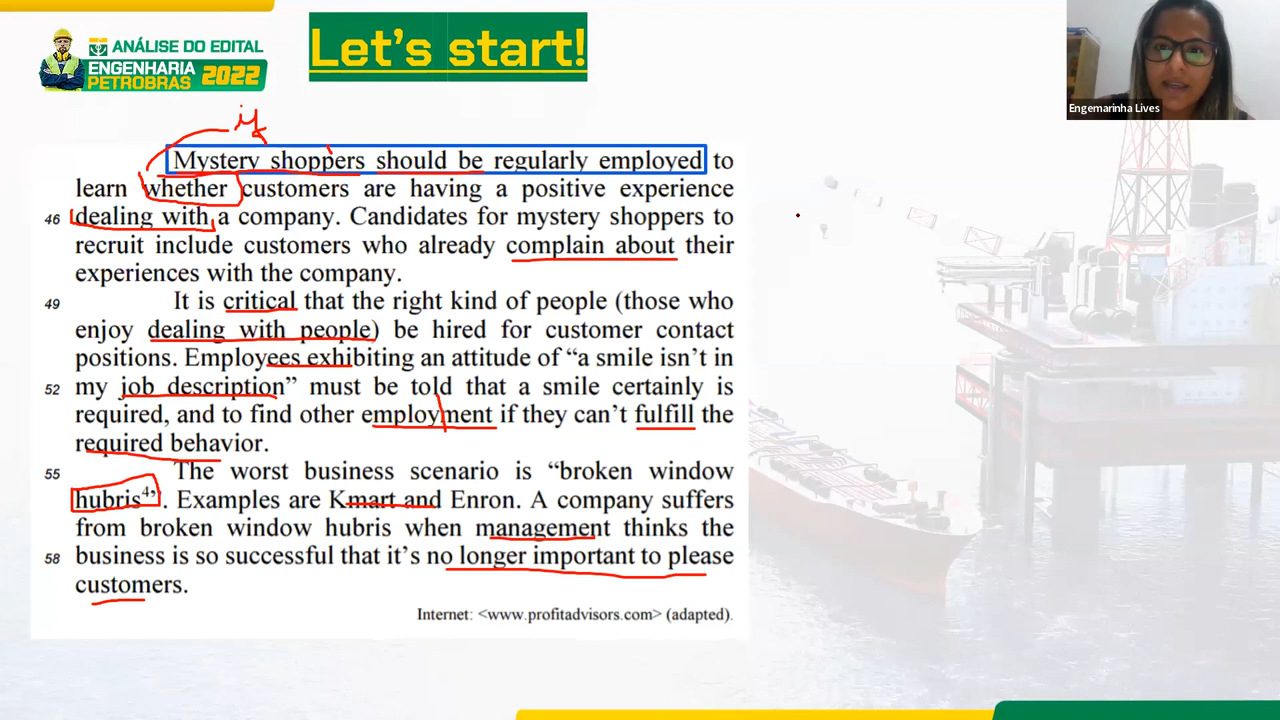 ANÁLISE DO EDITAL
ENGENHARIA
PETROBRAS 2022
Let's start!
Engemarinha Lives
if
Mystery shoppers should be regularly employed to
learn whether customers are having a positive experience
46 dealing with a company. Candidates for mystery shoppers to
recruit include customers who already complain about their
experiences with the company.
49 It is critical that the right kind of people (those who
enjoy dealing with people) be hired for customer contact
positions. Employees exhibiting an attitude of “a smile isn’t in
52 my job description” must be told that a smile certainly is
required, and to find other employment if they can’t fulfill the
required behavior.
55 The worst business scenario is “broken window
hubris⁴”. Examples are Kmart and Enron. A company suffers
from broken window hubris when management thinks the
58 business is so successful that it’s no longer important to please
customers.
Internet: <www.profitadvisors.com> (adapted).